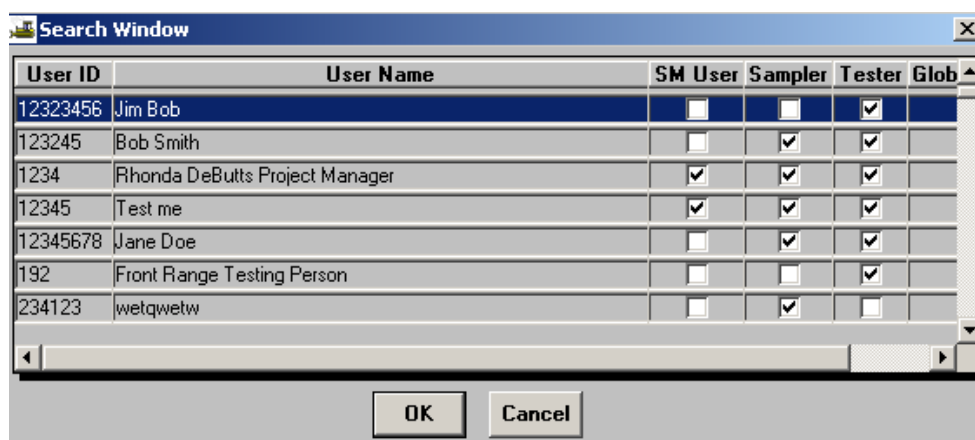 Search Window
User ID User Name SM User Sampler Tester Glob
12323456 Jim Bob
123245 Bob Smith
1234 Rhonda DeButts Project Manager
12345 Test me
12345678 Jane Doe
192 Front Range Testing Person
234123 wetqwetw
OK Cancel